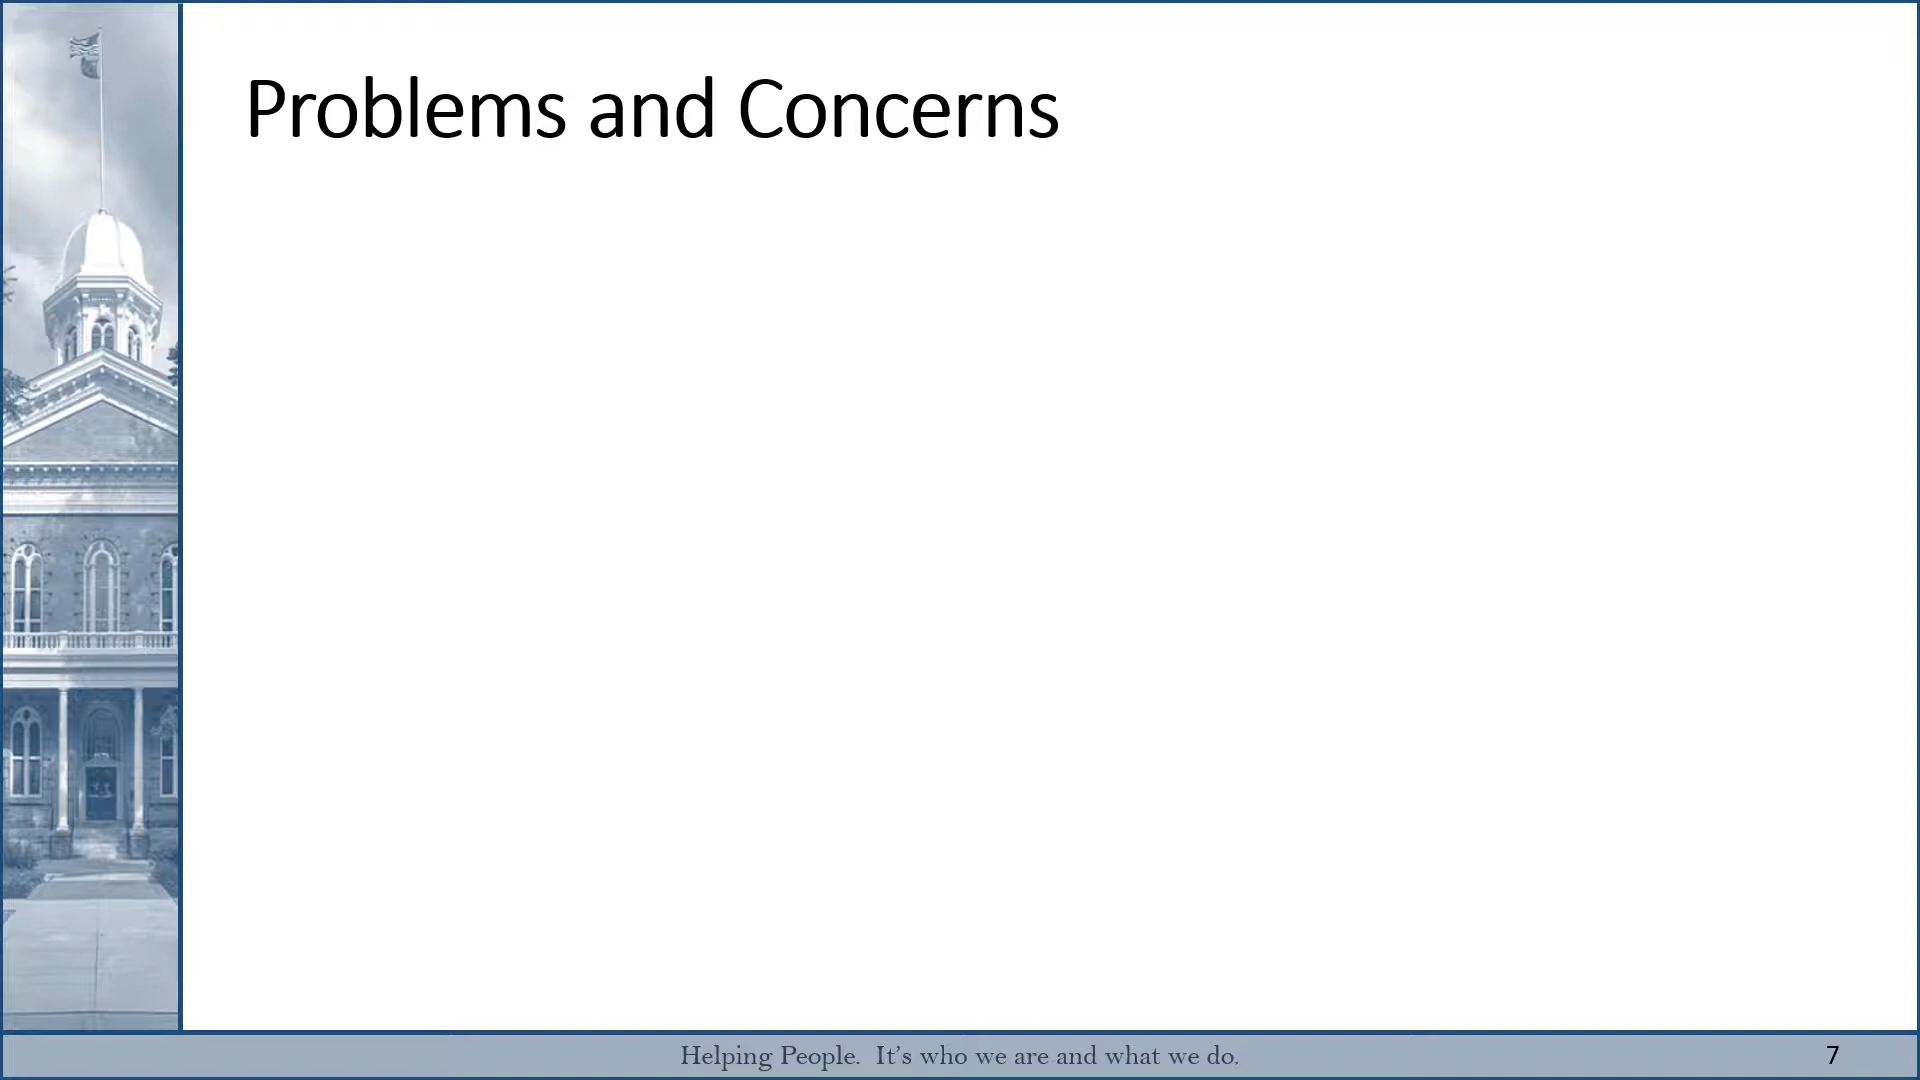 Problems and Concerns
Helping People.  It’s who we are and what we do.
7